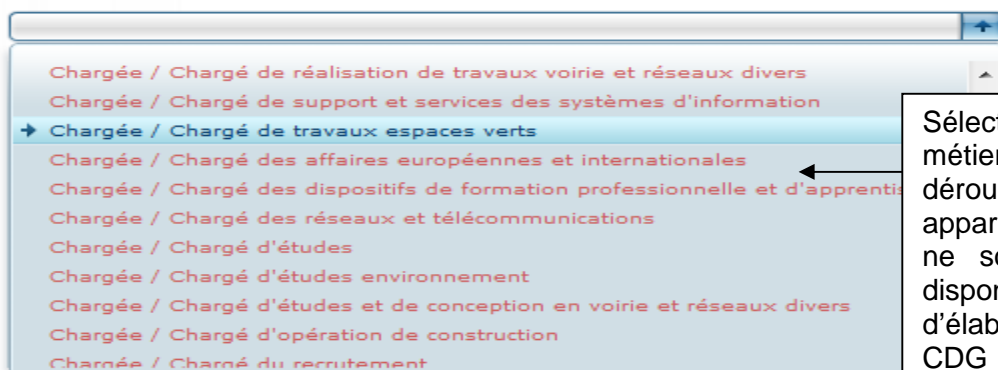 Chargée / Chargé de réalisation de travaux voirie et réseaux divers
Chargée / Chargé de support et services des systèmes d'information
Chargée / Chargé de travaux espaces verts
Chargée / Chargé des affaires européennes et internationales
Chargée / Chargé des dispositifs de formation professionnelle et d'apprentis
Chargée / Chargé des réseaux et télécommunications
Chargée / Chargé d'études
Chargée / Chargé d'études environnement
Chargée / Chargé d'études et de conception en voirie et réseaux divers
Chargée / Chargé d'opération de construction
Chargée / Chargé du recrutement
Sélect
métier
dérou
appar
ne so
dispor
d'élab
CDG